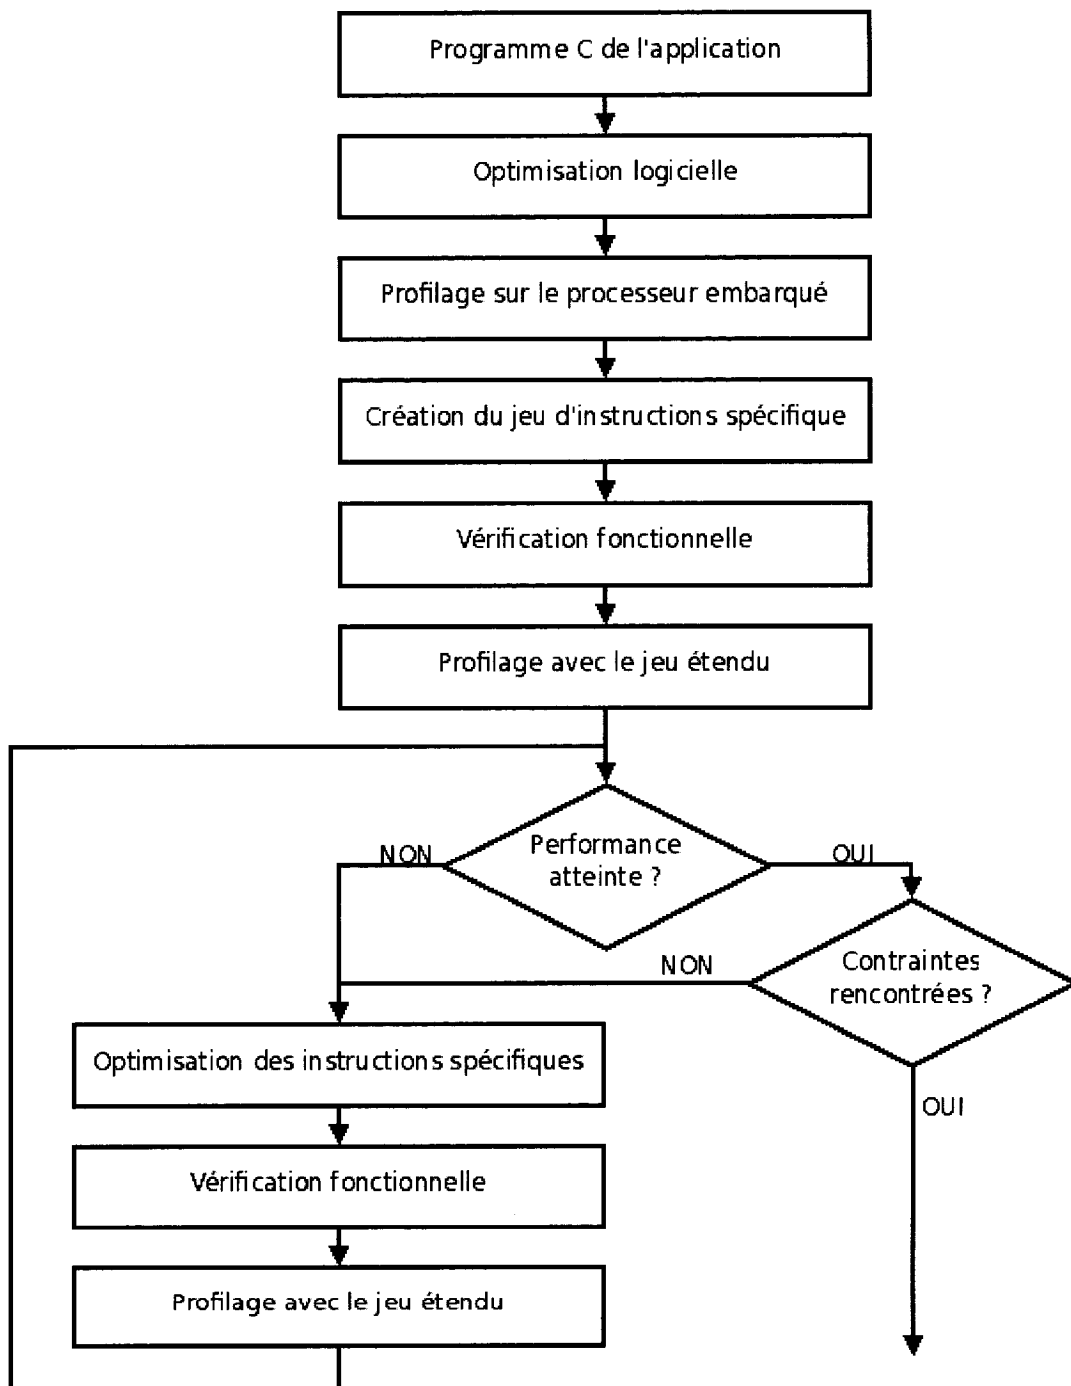 Programme C de l'application
Optimisation logicielle
Profilage sur le processeur embarqué
Création du jeu d'instructions spécifique
Vérification fonctionnelle
Profilage avec le jeu étendu
Performance
atteinte ?
NON
OUI
Contraintes
rencontrées ?
NON
OUI
Optimisation des instructions spécifiques
Vérification fonctionnelle
Profilage avec le jeu étendu